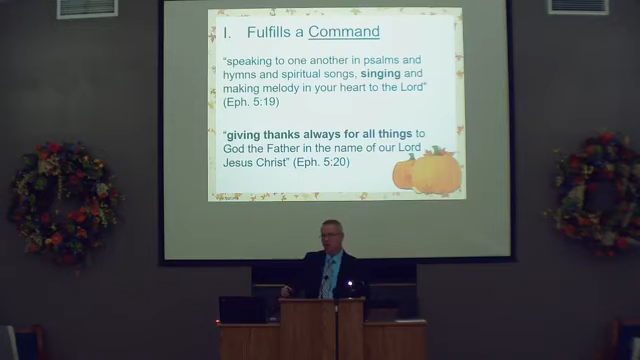 I. Fulfills a Command
"speaking to one another in psalms and
hymns and spiritual songs, singing and
making melody in your heart to the Lord"
(Eph. 5:19)
"giving thanks always for all things to
God the Father in the name of our Lord
Jesus Christ" (Eph. 5:20)